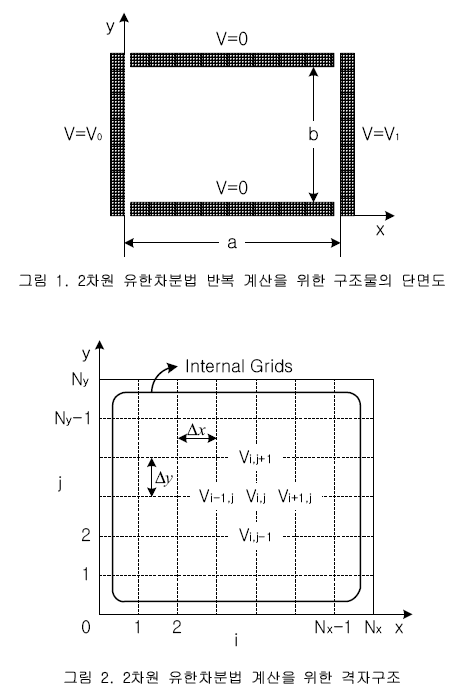 y
V=0
V=V₀
b
V=V₁
V=0
x
a
그림 1. 2차원 유한차분법 반복 계산을 위한 구조물의 단면도
y
Internal Grids
Ny
Ny-1
Δx
Vi,j+1
j
Δy
Vi-1,j Vi,j Vi+1,j
2
Vi,j-1
1
0 1 2 Nx-1 Nx x
i
그림 2. 2차원 유한차분법 계산을 위한 격자구조